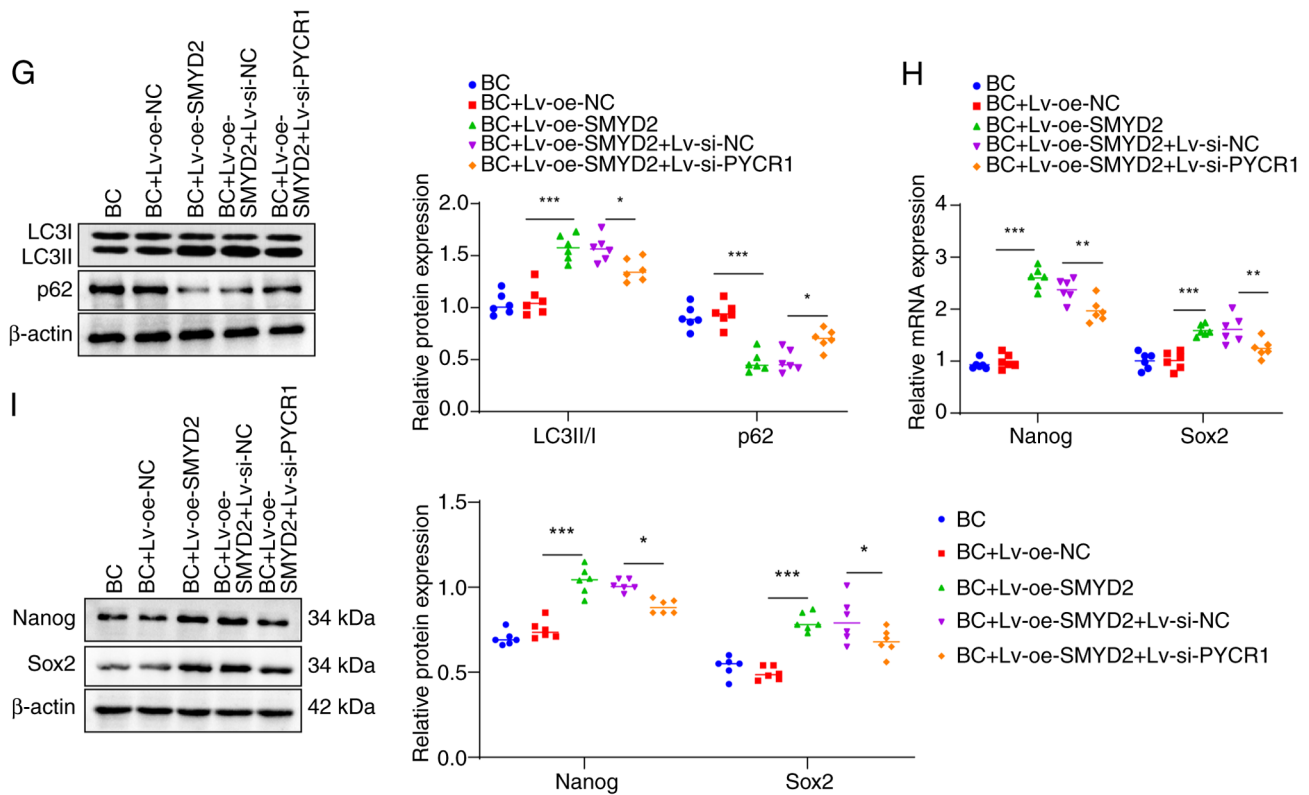 G
BC
BC+Lv-oe-NC
BC+Lv-oe-SMYD2
BC+Lv-oe-
SMYD2+Lv-si-NC
BC+Lv-oe-
SMYD2+Lv-si-PYCR1
LC3I
LC3II
p62
β-actin
BC
BC+Lv-oe-NC
BC+Lv-oe-SMYD2
BC+Lv-oe-SMYD2+Lv-si-NC
BC+Lv-oe-SMYD2+Lv-si-PYCR1
Relative protein expression
2.0
1.5
1.0
0.5
0.0
***
*
***
*
LC3II/I
p62
H
BC
BC+Lv-oe-NC
BC+Lv-oe-SMYD2
BC+Lv-oe-SMYD2+Lv-si-NC
BC+Lv-oe-SMYD2+Lv-si-PYCR1
Relative mRNA expression
4
3
2
1
0
***
**
***
**
Nanog
Sox2
I
BC
BC+Lv-oe-NC
BC+Lv-oe-SMYD2
BC+Lv-oe-
SMYD2+Lv-si-NC
BC+Lv-oe-
SMYD2+Lv-si-PYCR1
Nanog 34 kDa
Sox2 34 kDa
β-actin 42 kDa
Relative protein expression
1.5
1.0
0.5
0.0
***
*
***
*
Nanog
Sox2
BC
BC+Lv-oe-NC
BC+Lv-oe-SMYD2
BC+Lv-oe-SMYD2+Lv-si-NC
BC+Lv-oe-SMYD2+Lv-si-PYCR1